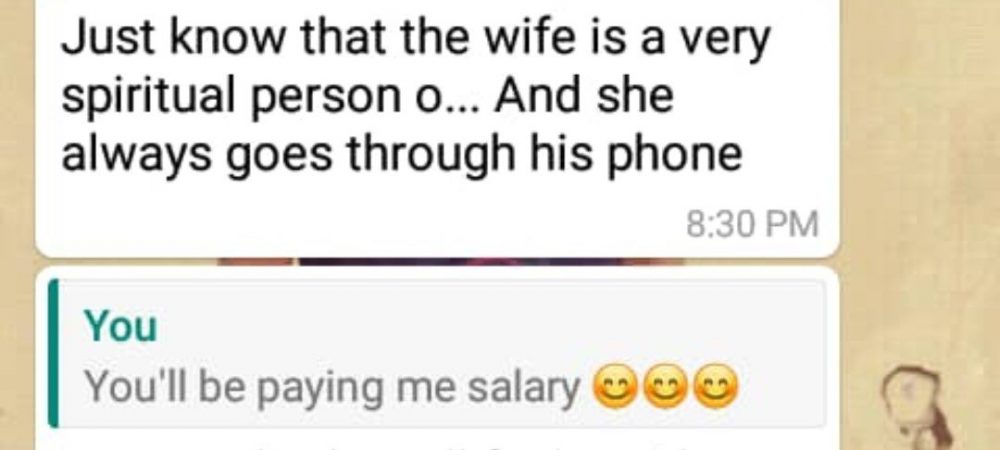 Just know that the wife is a very
spiritual person o... And she
always goes through his phone
8:30 PM
You
You'll be paying me salary 😊😊😊